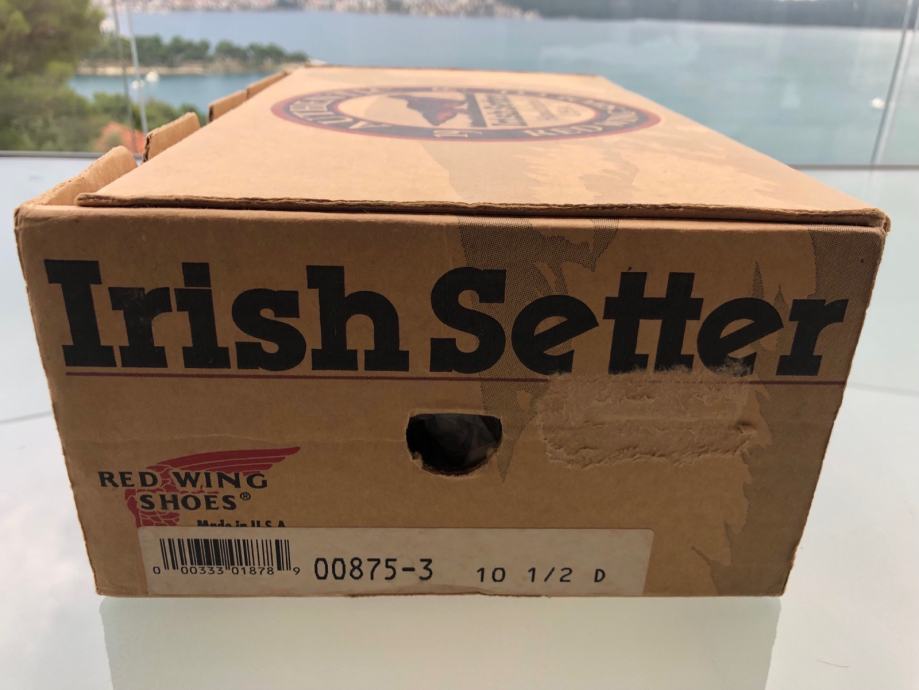 Irish Setter
RED WING
SHOES®
Made in U.S.A
0 00333 01878 9
00875-3 10 1/2 D